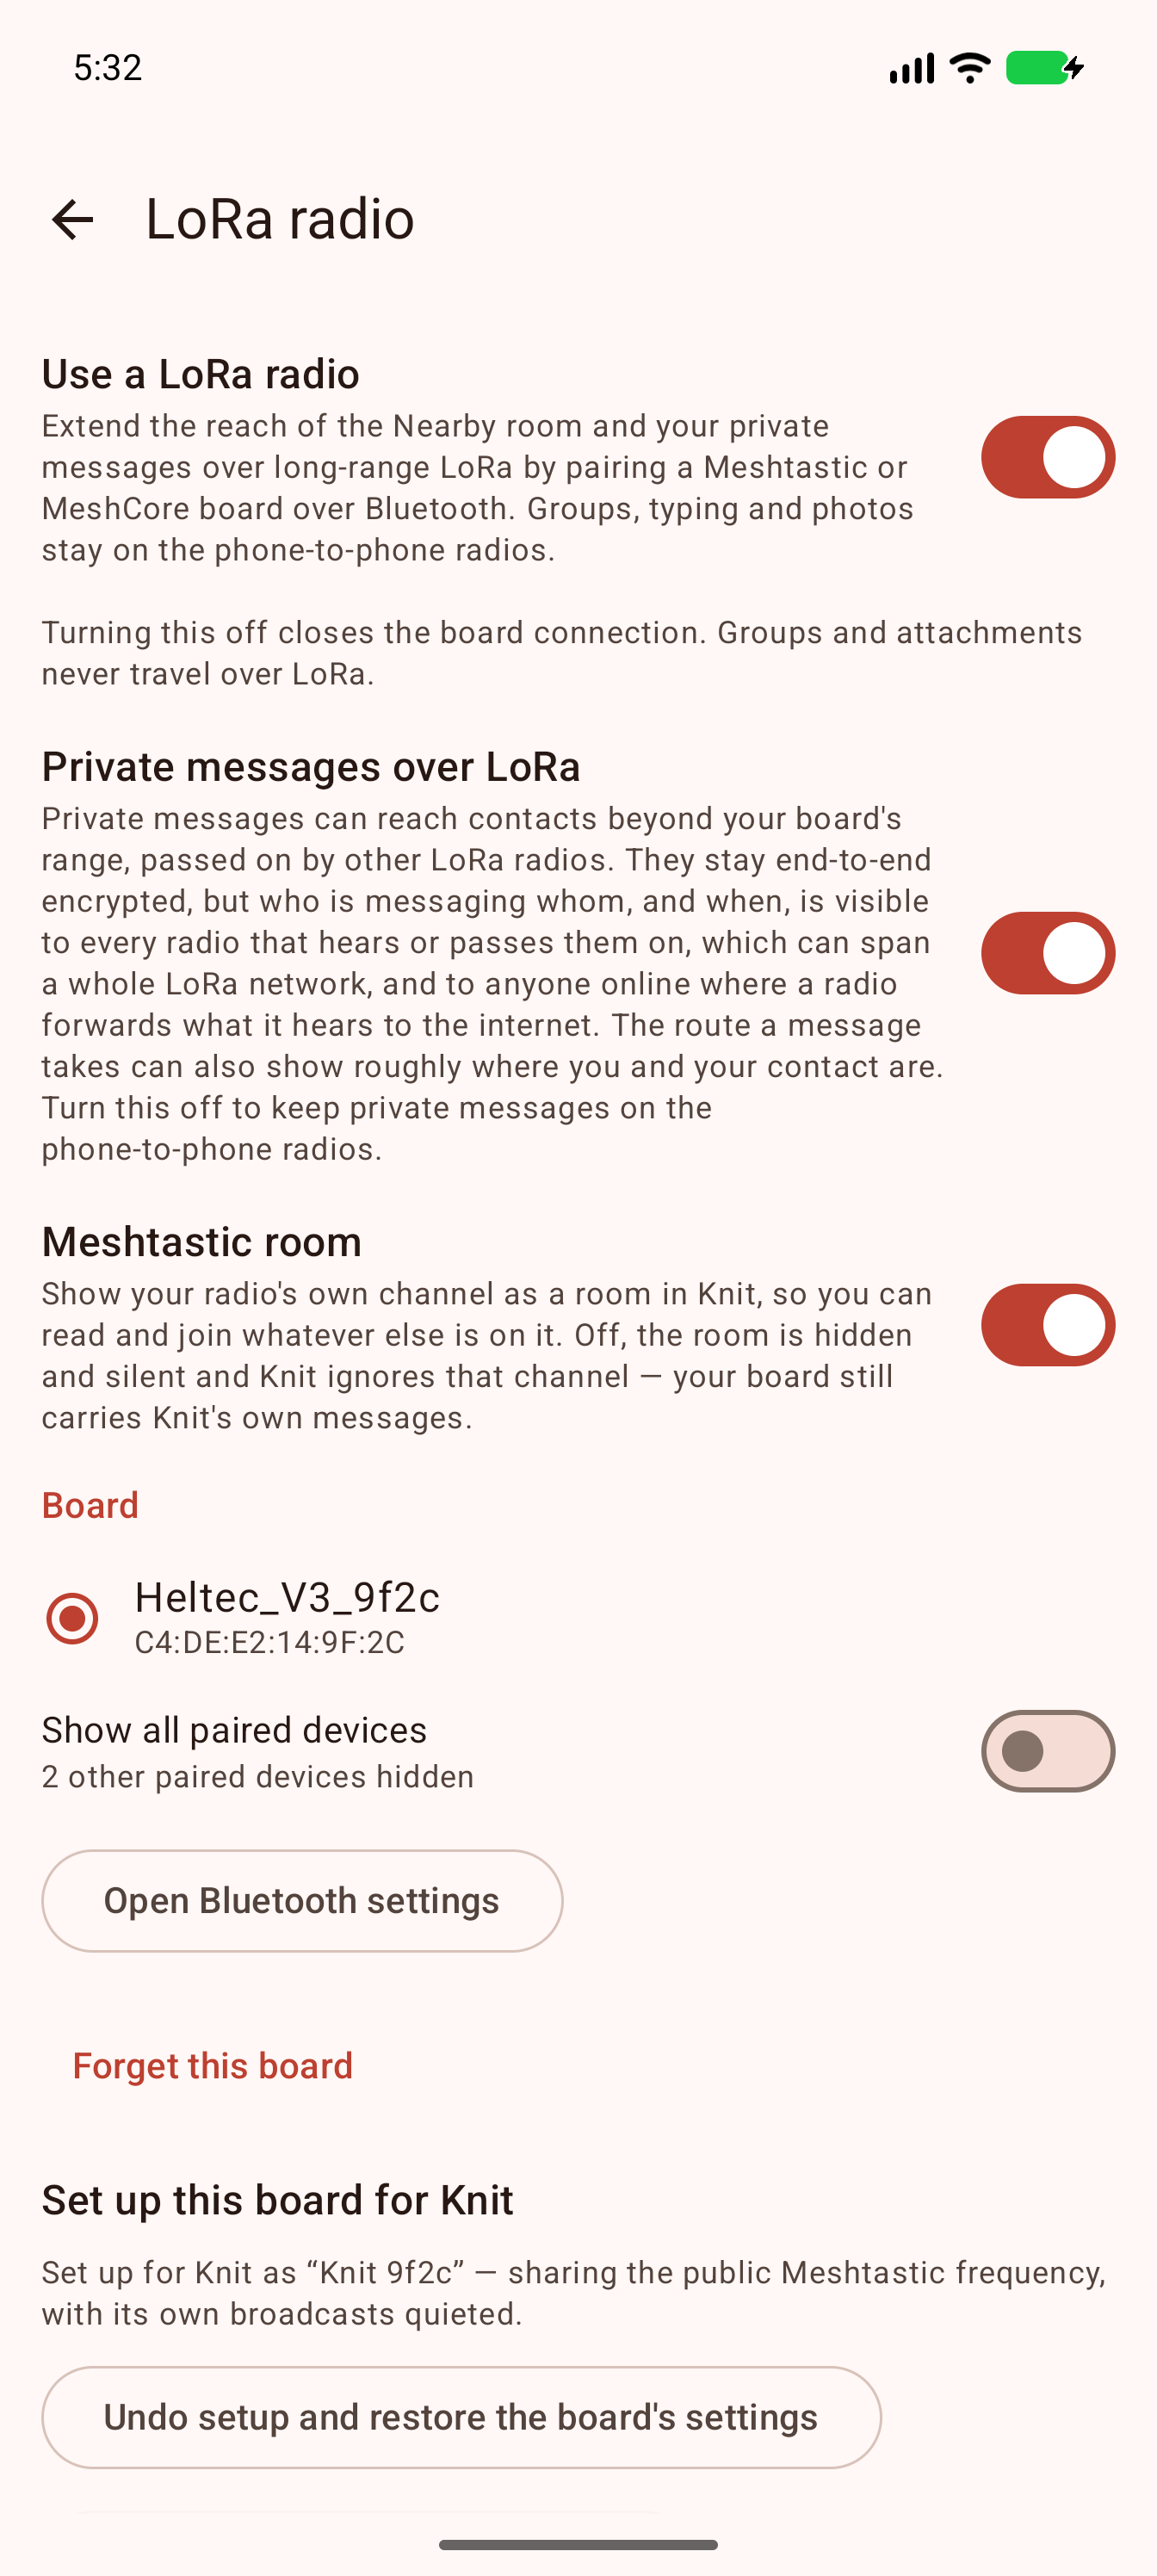 5:32
LoRa radio
Use a LoRa radio
Extend the reach of the Nearby room and your private
messages over long-range LoRa by pairing a Meshtastic or
MeshCore board over Bluetooth. Groups, typing and photos
stay on the phone-to-phone radios.
Turning this off closes the board connection. Groups and attachments
never travel over LoRa.
Private messages over LoRa
Private messages can reach contacts beyond your board's
range, passed on by other LoRa radios. They stay end-to-end
encrypted, but who is messaging whom, and when, is visible
to every radio that hears or passes them on, which can span
a whole LoRa network, and to anyone online where a radio
forwards what it hears to the internet. The route a message
takes can also show roughly where you and your contact are.
Turn this off to keep private messages on the
phone-to-phone radios.
Meshtastic room
Show your radio's own channel as a room in Knit, so you can
read and join whatever else is on it. Off, the room is hidden
and silent and Knit ignores that channel — your board still
carries Knit's own messages.
Board
Heltec_V3_9f2c
C4:DE:E2:14:9F:2C
Show all paired devices
2 other paired devices hidden
Open Bluetooth settings
Forget this board
Set up this board for Knit
Set up for Knit as “Knit 9f2c” — sharing the public Meshtastic frequency,
with its own broadcasts quieted.
Undo setup and restore the board's settings